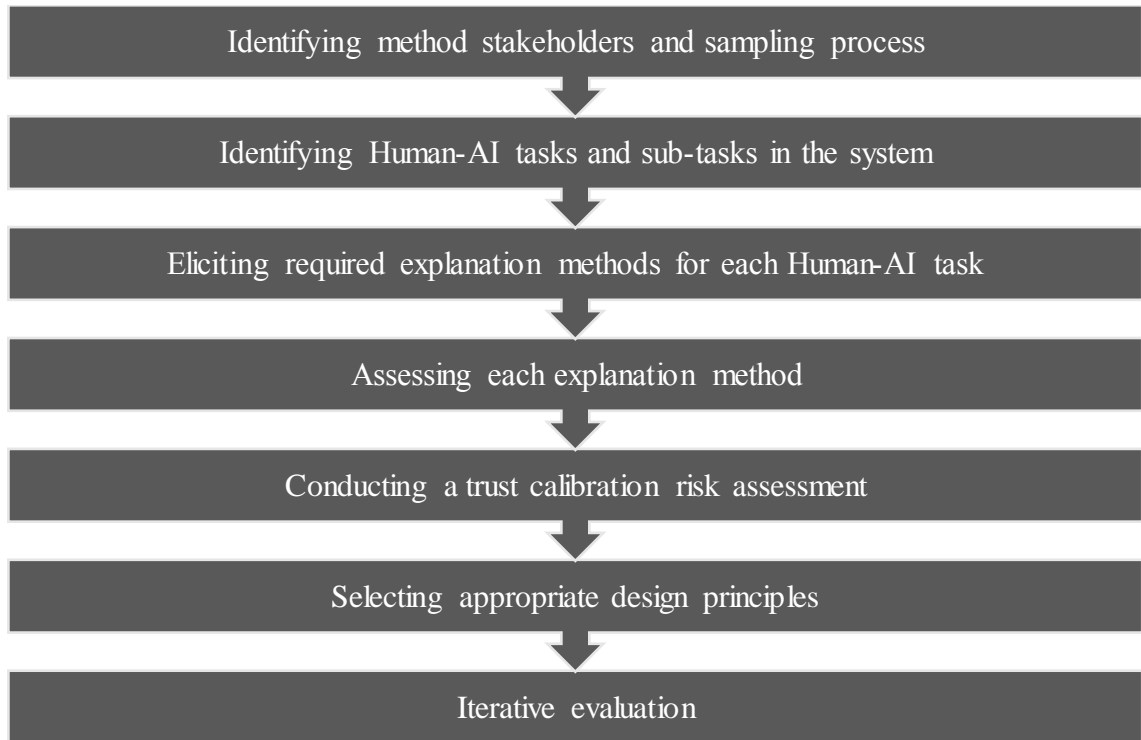 Identifying method stakeholders and sampling process
Identifying Human-AI tasks and sub-tasks in the system
Eliciting required explanation methods for each Human-AI task
Assessing each explanation method
Conducting a trust calibration risk assessment
Selecting appropriate design principles
Iterative evaluation